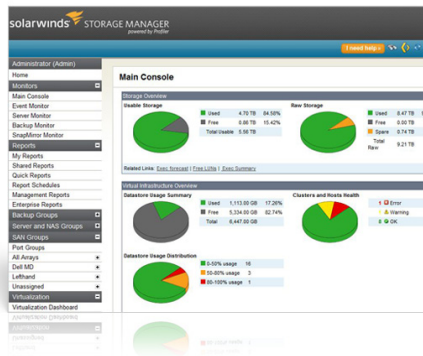 solarwinds STORAGE MANAGER
powered by Profiler
I need help
Administrator (Admin)
Home
Monitors
Main Console
Event Monitor
Server Monitor
Backup Monitor
SnapMirror Monitor
Reports
My Reports
Shared Reports
Quick Reports
Report Schedules
Management Reports
Enterprise Reports
Backup Groups
Server and NAS Groups
SAN Groups
Port Groups
All Arrays
Dell MD
Lefthand
Unassigned
Virtualization
Virtualization Dashboard
Main Console
Storage Overview
Usable Storage
Used 4.70 TB 84.58%
Free 0.86 TB 15.42%
Total Usable 5.56 TB
Raw Storage
Used 8.47 TB
Free 0.00 TB
Spare 0.74 TB
Total Raw 9.21 TB
Related Links: Exec forecast | Free LUNs | Exec Summary
Virtual Infrastructure Overview
Datastore Usage Summary
Used 1,113.00 GB 17.26%
Free 5,334.00 GB 82.74%
Total 6,447.00 GB
Clusters and Hosts Health
1 Error
1 Warning
8 OK
Datastore Usage Distribution
0-50% usage 16
50-80% usage 3
80-100% usage 1